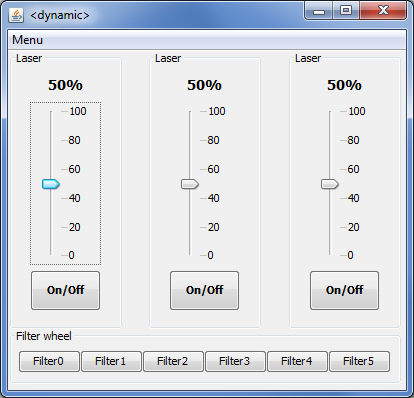 <dynamic>
Menu
Laser Laser Laser
50% 50% 50%
100 100 100
80 80 80
60 60 60
40 40 40
20 20 20
0 0 0
On/Off On/Off On/Off
Filter wheel
Filter0 Filter1 Filter2 Filter3 Filter4 Filter5